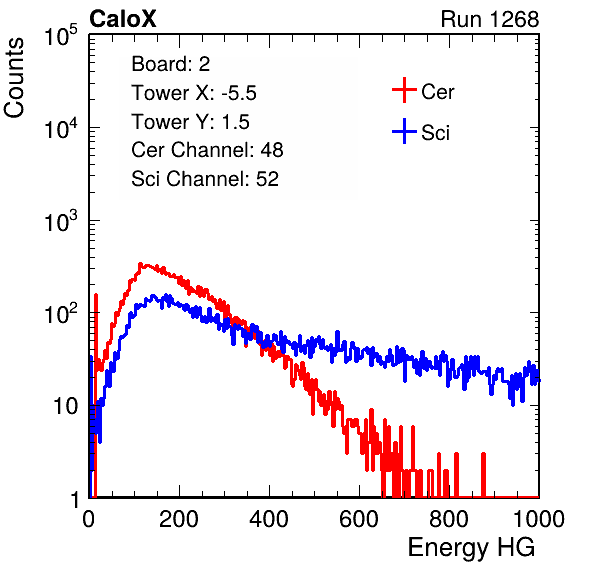 CaloX Run 1268
Counts
Board: 2
Tower X: -5.5
Tower Y: 1.5
Cer Channel: 48
Sci Channel: 52
Cer
Sci
10^5
10^4
10^3
10^2
10
1
0 200 400 600 800 1000
Energy HG